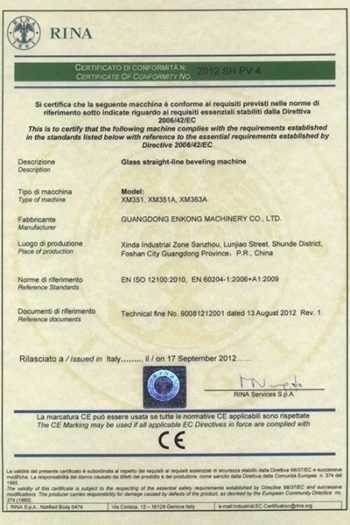 RINA
RINA
1861
CERTIFICATO DI CONFORMITÀ N.
CERTIFICATE OF CONFORMITY NO.
2012 SH PV 4
Si certifica che la seguente macchina è conforme ai requisiti previsti nelle norme di
riferimento sotto indicate riguardo ai requisiti essenziali stabiliti dalla Direttiva
2006/42/EC
This is to certify that the following machine complies with the requirements established
in the standards listed below with reference to the essential requirements established by
Directive 2006/42/EC
Descrizione
Description
Glass straight-line beveling machine
Tipo di macchina
Type of machine
Model:
XM351, XM351A, XM363A
Fabbricante
Manufacturer
GUANGDONG ENKONG MACHINERY CO., LTD.
Luogo di produzione
Place of production
Xinda Industrial Zone Sanzhou, Lunjiao Street, Shunde District,
Foshan City Guangdong Province, P.R., China
Norme di riferimento
Reference Standards
EN ISO 12100:2010, EN 60204-1:2006+A1:2009
Documenti di riferimento
Reference documents
Technical fine No. 90081212001 dated 13 August 2012 Rev. 1.
Rilasciato a / Issued in Italy........, il / on 17 September 2012......
RINA Services S.p.A.
La marcatura CE può essere usata se tutte le normative CE applicabili sono rispettate
The CE Marking may be used if all applicable EC Directives in force are complied with
CE
La validità del presente certificato è subordinata al rispetto dei requisiti essenziali di sicurezza stabiliti dalla Direttiva 98/37/EC e successive
modifiche. La responsabilità del danno causato da difetti del prodotto è del produttore, come sancito dalla Direttiva delle Comunità Europea n. 374 del
1985.
The validity of this certificate is subject to the respecting of the essential safety requirements established by Directive 98/37/EC and successive
modifications. The producer carries responsibility for damage caused by defects of the product, as decreed by the European Community Directive no.
374 (1985).
RINA S.p.A., Notified Body 0474
Via Corsica, 12 - 16128 Genova Italy
E-mail:international.EC.Certification@rina.org